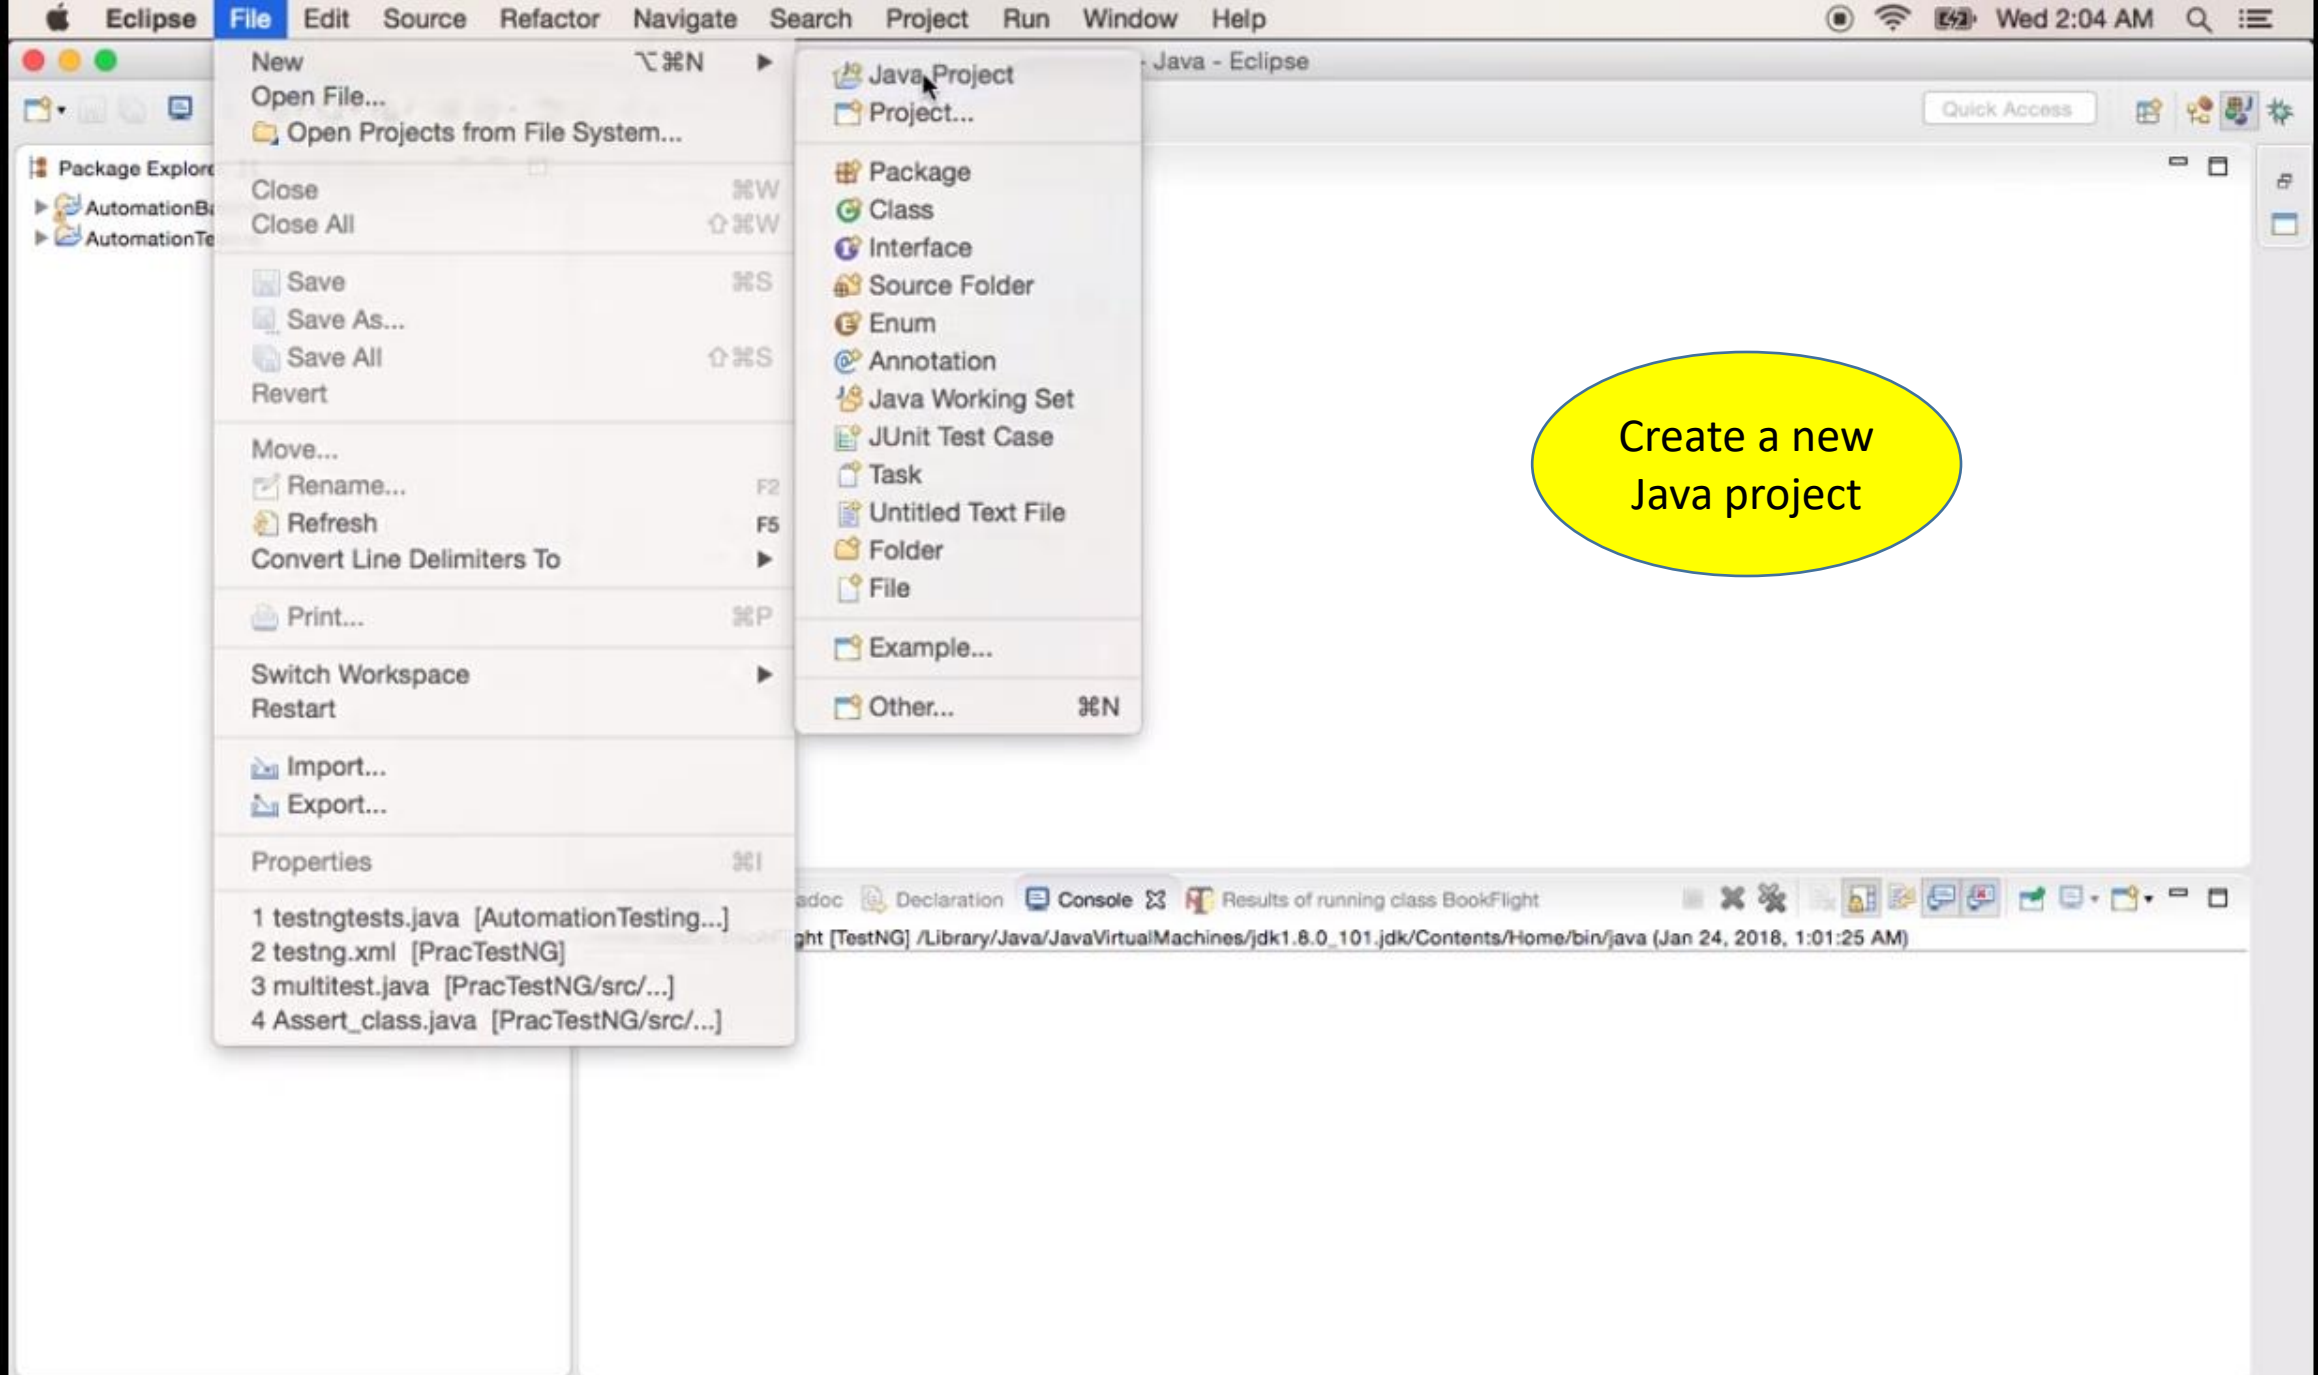 Eclipse File Edit Source Refactor Navigate Search Project Run Window Help Wed 2:04 AM
Java - Eclipse
Quick Access
Package Explore
AutomationBa
AutomationTe
New ⌥⌘N
Open File...
Open Projects from File System...
Close ⌘W
Close All ⇧⌘W
Save ⌘S
Save As...
Save All ⇧⌘S
Revert
Move...
Rename... F2
Refresh F5
Convert Line Delimiters To
Print... ⌘P
Switch Workspace
Restart
Import...
Export...
Properties ⌘I
1 testngtests.java [AutomationTesting...]
2 testng.xml [PracTestNG]
3 multitest.java [PracTestNG/src/...]
4 Assert_class.java [PracTestNG/src/...]
Java Project
Project...
Package
Class
Interface
Source Folder
Enum
Annotation
Java Working Set
JUnit Test Case
Task
Untitled Text File
Folder
File
Example...
Other... ⌘N
Create a new
Java project
adoc Declaration Console Results of running class BookFlight
ght [TestNG] /Library/Java/JavaVirtualMachines/jdk1.8.0_101.jdk/Contents/Home/bin/java (Jan 24, 2018, 1:01:25 AM)